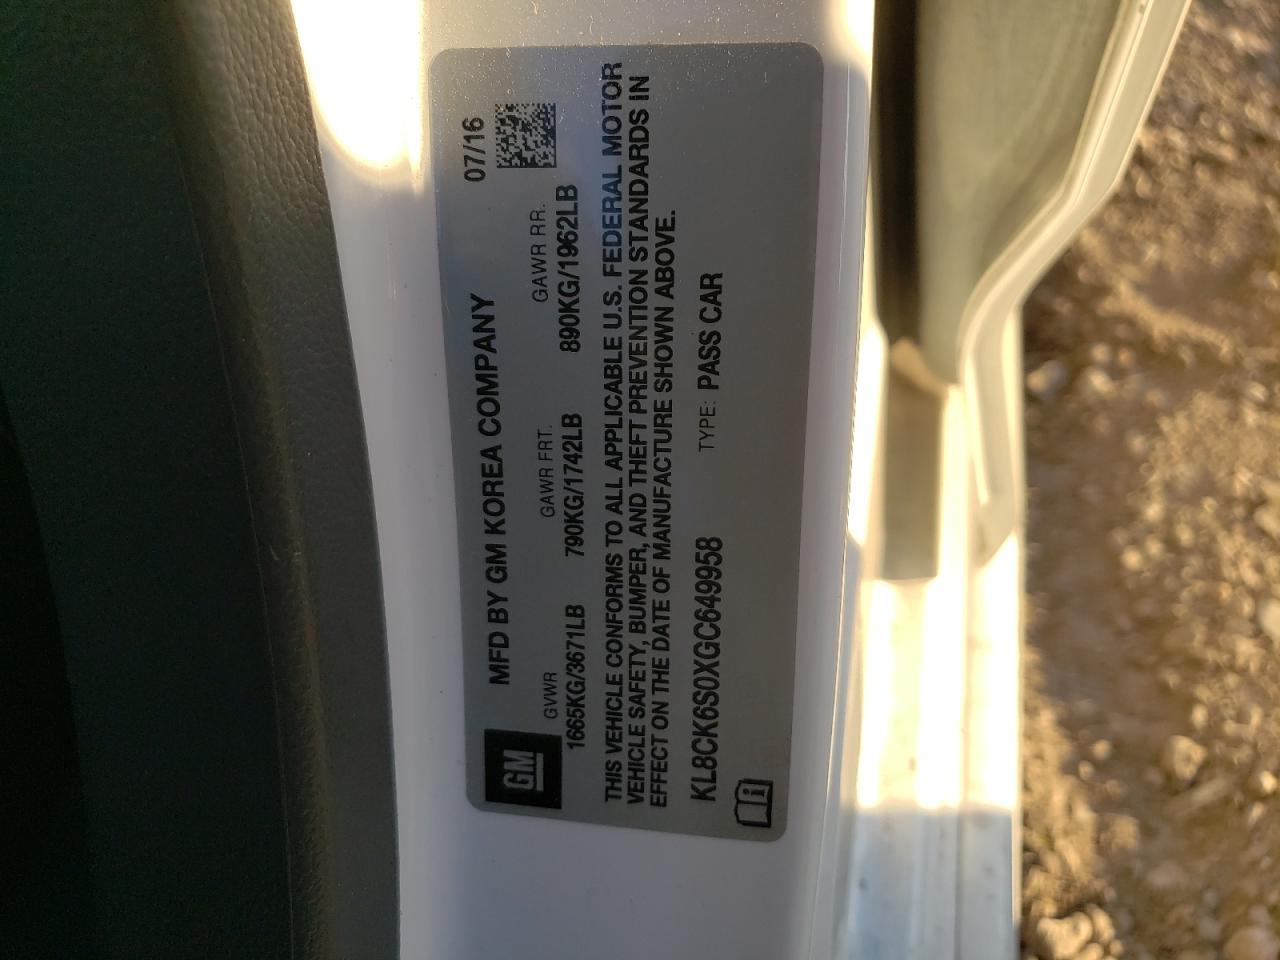 GM
MFD BY GM KOREA COMPANY 07/16
GVWR GAWR FRT. GAWR RR.
1665KG/3671LB 790KG/1742LB 890KG/1962LB
THIS VEHICLE CONFORMS TO ALL APPLICABLE U.S. FEDERAL MOTOR
VEHICLE SAFETY, BUMPER, AND THEFT PREVENTION STANDARDS IN
EFFECT ON THE DATE OF MANUFACTURE SHOWN ABOVE.
KL8CK6S0XGC649958 TYPE: PASS CAR